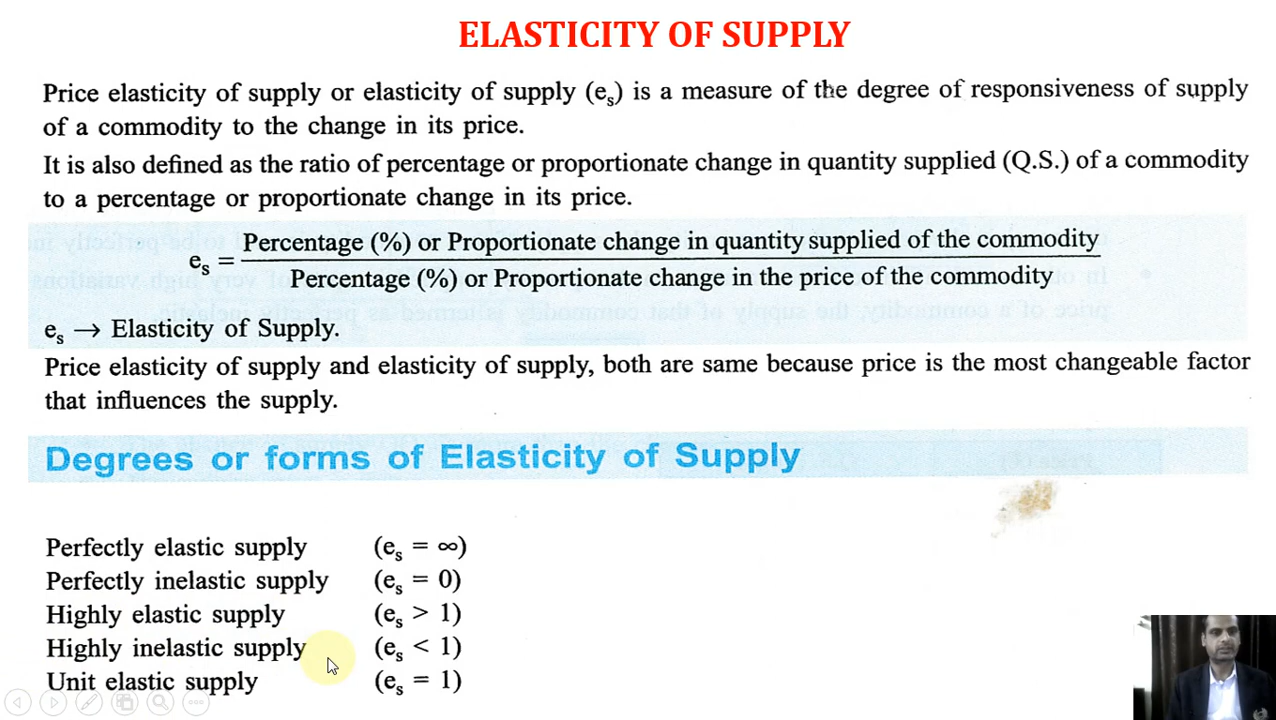 ELASTICITY OF SUPPLY
Price elasticity of supply or elasticity of supply (eₛ) is a measure of the degree of responsiveness of supply
of a commodity to the change in its price.
It is also defined as the ratio of percentage or proportionate change in quantity supplied (Q.S.) of a commodity
to a percentage or proportionate change in its price.
eₛ = Percentage (%) or Proportionate change in quantity supplied of the commodity
Percentage (%) or Proportionate change in the price of the commodity
eₛ → Elasticity of Supply.
Price elasticity of supply and elasticity of supply, both are same because price is the most changeable factor
that influences the supply.
Degrees or forms of Elasticity of Supply
Perfectly elastic supply (eₛ = ∞)
Perfectly inelastic supply (eₛ = 0)
Highly elastic supply (eₛ > 1)
Highly inelastic supply (eₛ < 1)
Unit elastic supply (eₛ = 1)